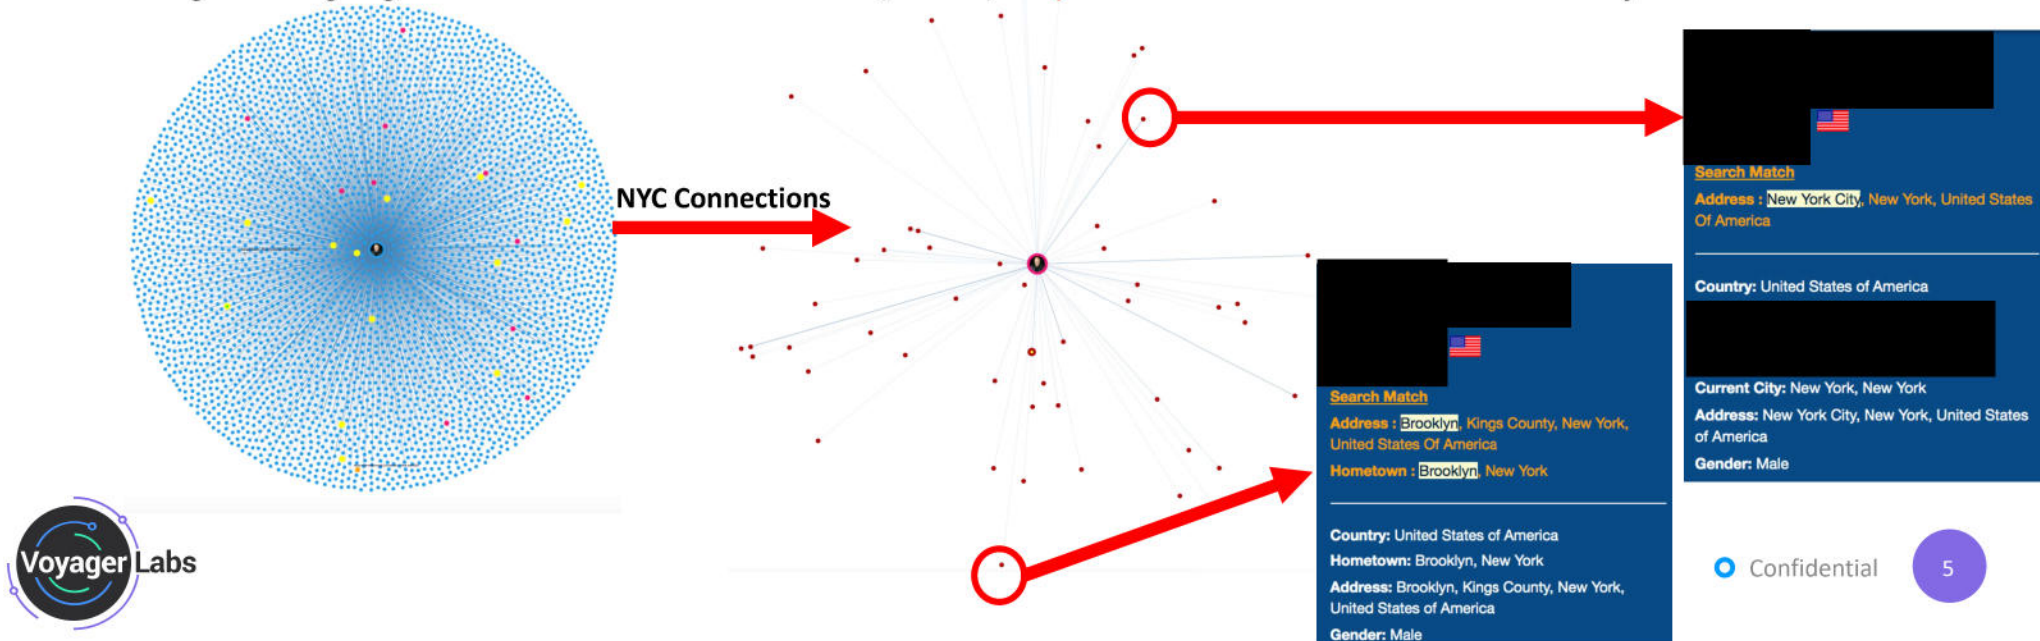 NYC Connections
Search Match
Address : New York City, New York, United States
Of America
Country: United States of America
Current City: New York, New York
Address: New York City, New York, United States
of America
Gender: Male
Search Match
Address : Brooklyn, Kings County, New York,
United States Of America
Hometown : Brooklyn, New York
Country: United States of America
Hometown: Brooklyn, New York
Address: Brooklyn, Kings County, New York,
United States of America
Gender: Male
Voyager Labs
Confidential
5